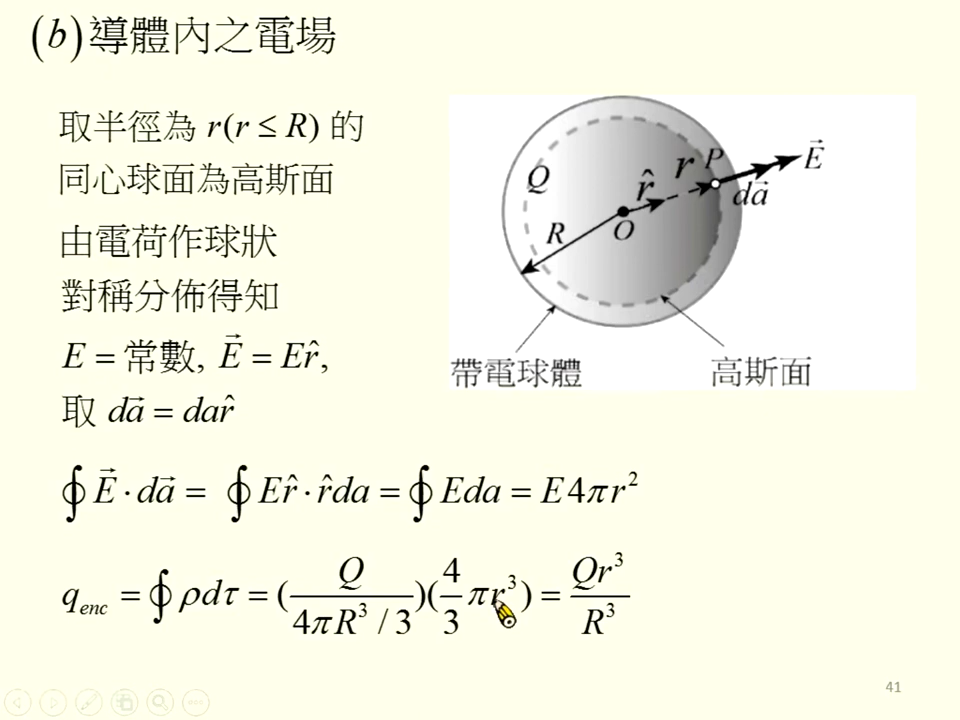 (b)導體內之電場
取半徑為 r(r ≤ R) 的
同心球面為高斯面
由電荷作球狀
對稱分佈得知
E = 常數, E⃗ = Er̂,
取 da⃗ = dar̂
Q
R
O
r̂
r
P
E⃗
da⃗
帶電球體
高斯面
∮ E⃗ · da⃗ = ∮ Er̂ · r̂da = ∮ Eda = E4πr²
q_enc = ∮ ρdτ = (Q / (4πR³ / 3))(4/3 πr³) = Qr³ / R³
41